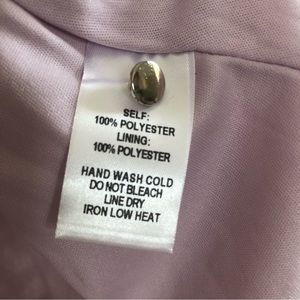 SELF:
100% POLYESTER
LINING:
100% POLYESTER
HAND WASH COLD
DO NOT BLEACH
LINE DRY
IRON LOW HEAT